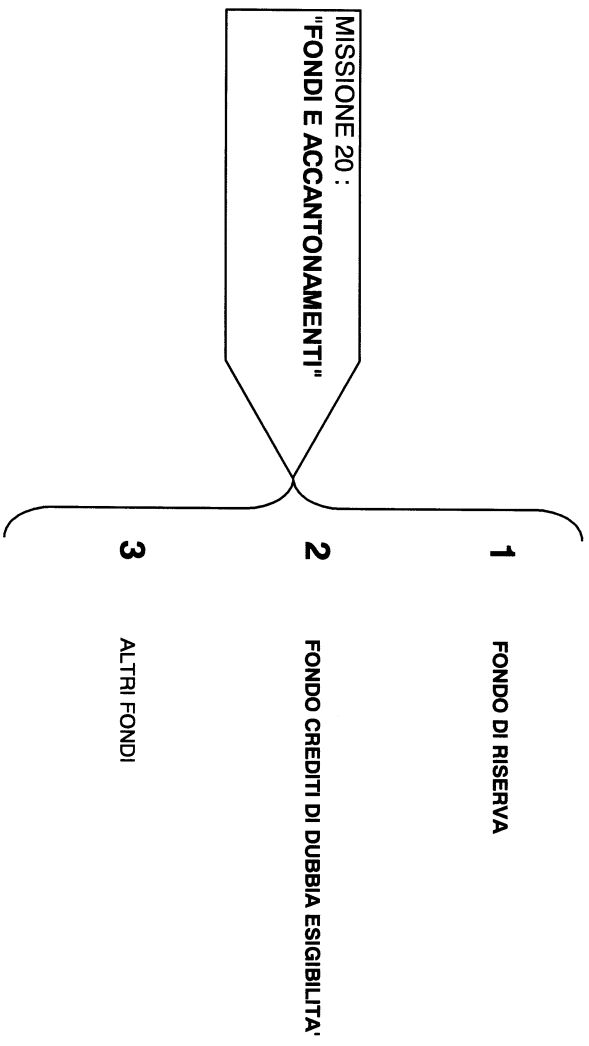 MISSIONE 20 :
"FONDI E ACCANTONAMENTI"
1 FONDO DI RISERVA
2 FONDO CREDITI DI DUBBIA ESIGIBILITA'
3 ALTRI FONDI